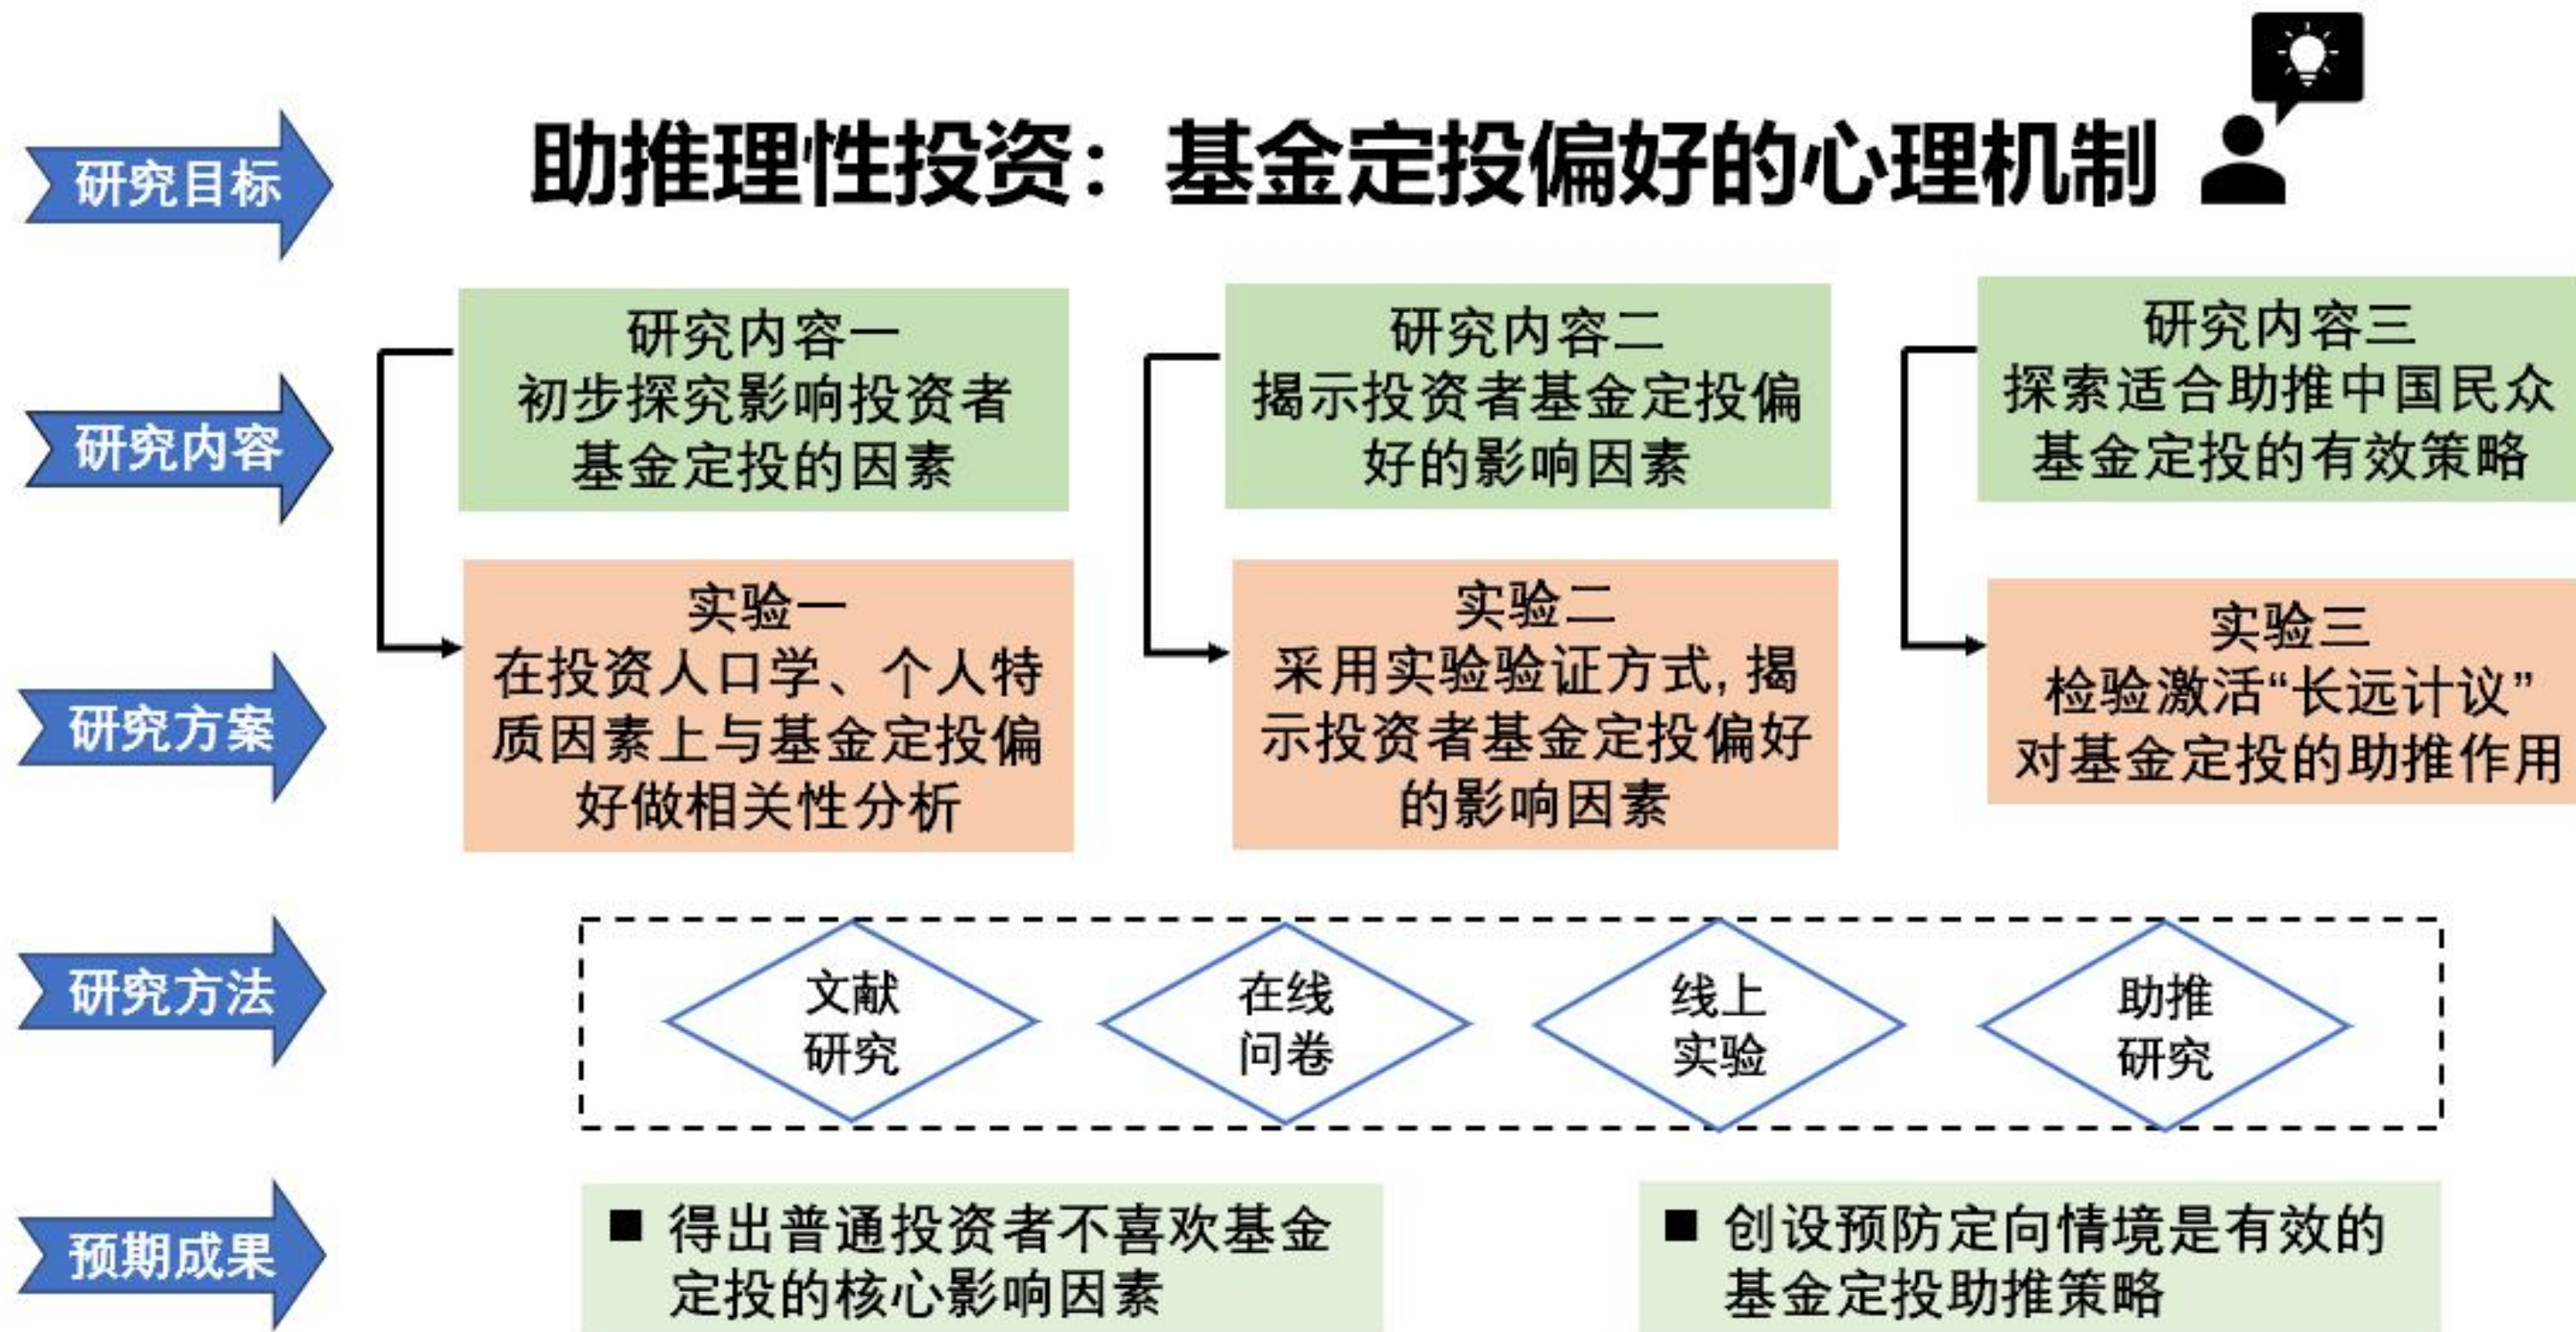 研究目标
助推理性投资：基金定投偏好的心理机制
研究内容
研究内容一
初步探究影响投资者
基金定投的因素
研究内容二
揭示投资者基金定投偏
好的影响因素
研究内容三
探索适合助推中国民众
基金定投的有效策略
研究方案
实验一
在投资人口学、个人特
质因素上与基金定投偏
好做相关性分析
实验二
采用实验验证方式, 揭
示投资者基金定投偏好
的影响因素
实验三
检验激活“长远计议”
对基金定投的助推作用
研究方法
文献
研究
在线
问卷
线上
实验
助推
研究
预期成果
■ 得出普通投资者不喜欢基金
定投的核心影响因素
■ 创设预防定向情境是有效的
基金定投助推策略